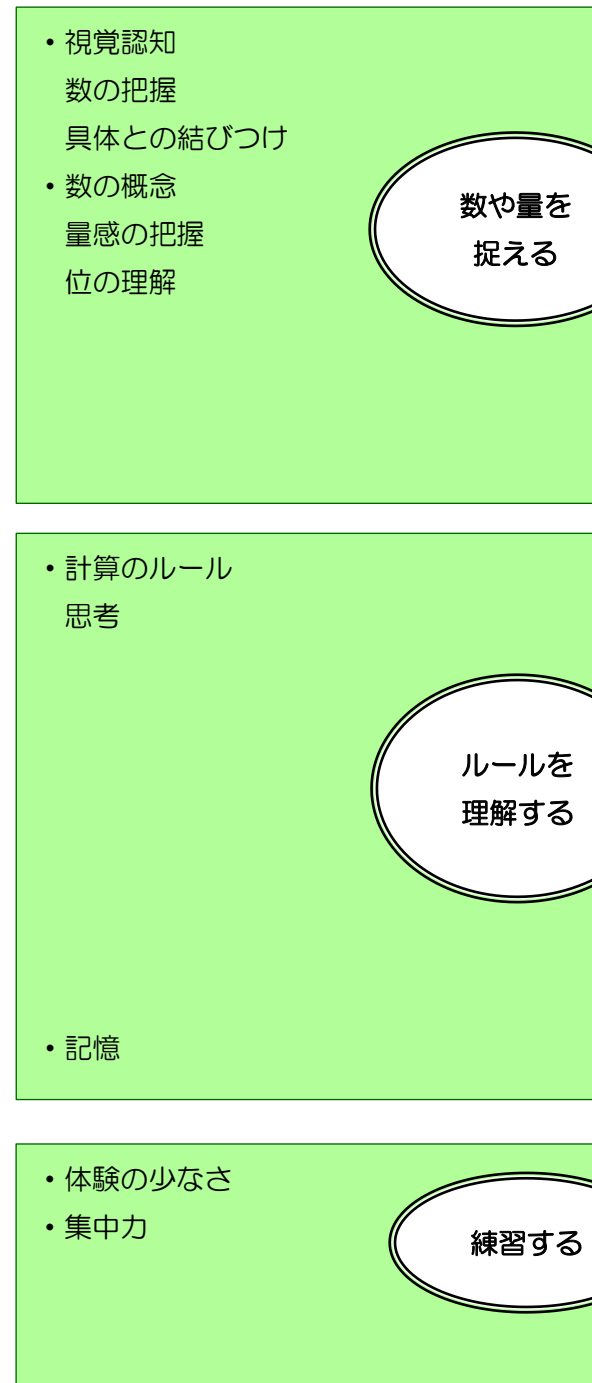 ・視覚認知
数の把握
具体との結びつけ
・数の概念
量感の把握
位の理解
数や量を
捉える
・計算のルール
思考
ルールを
理解する
・記憶
・体験の少なさ
・集中力
練習する